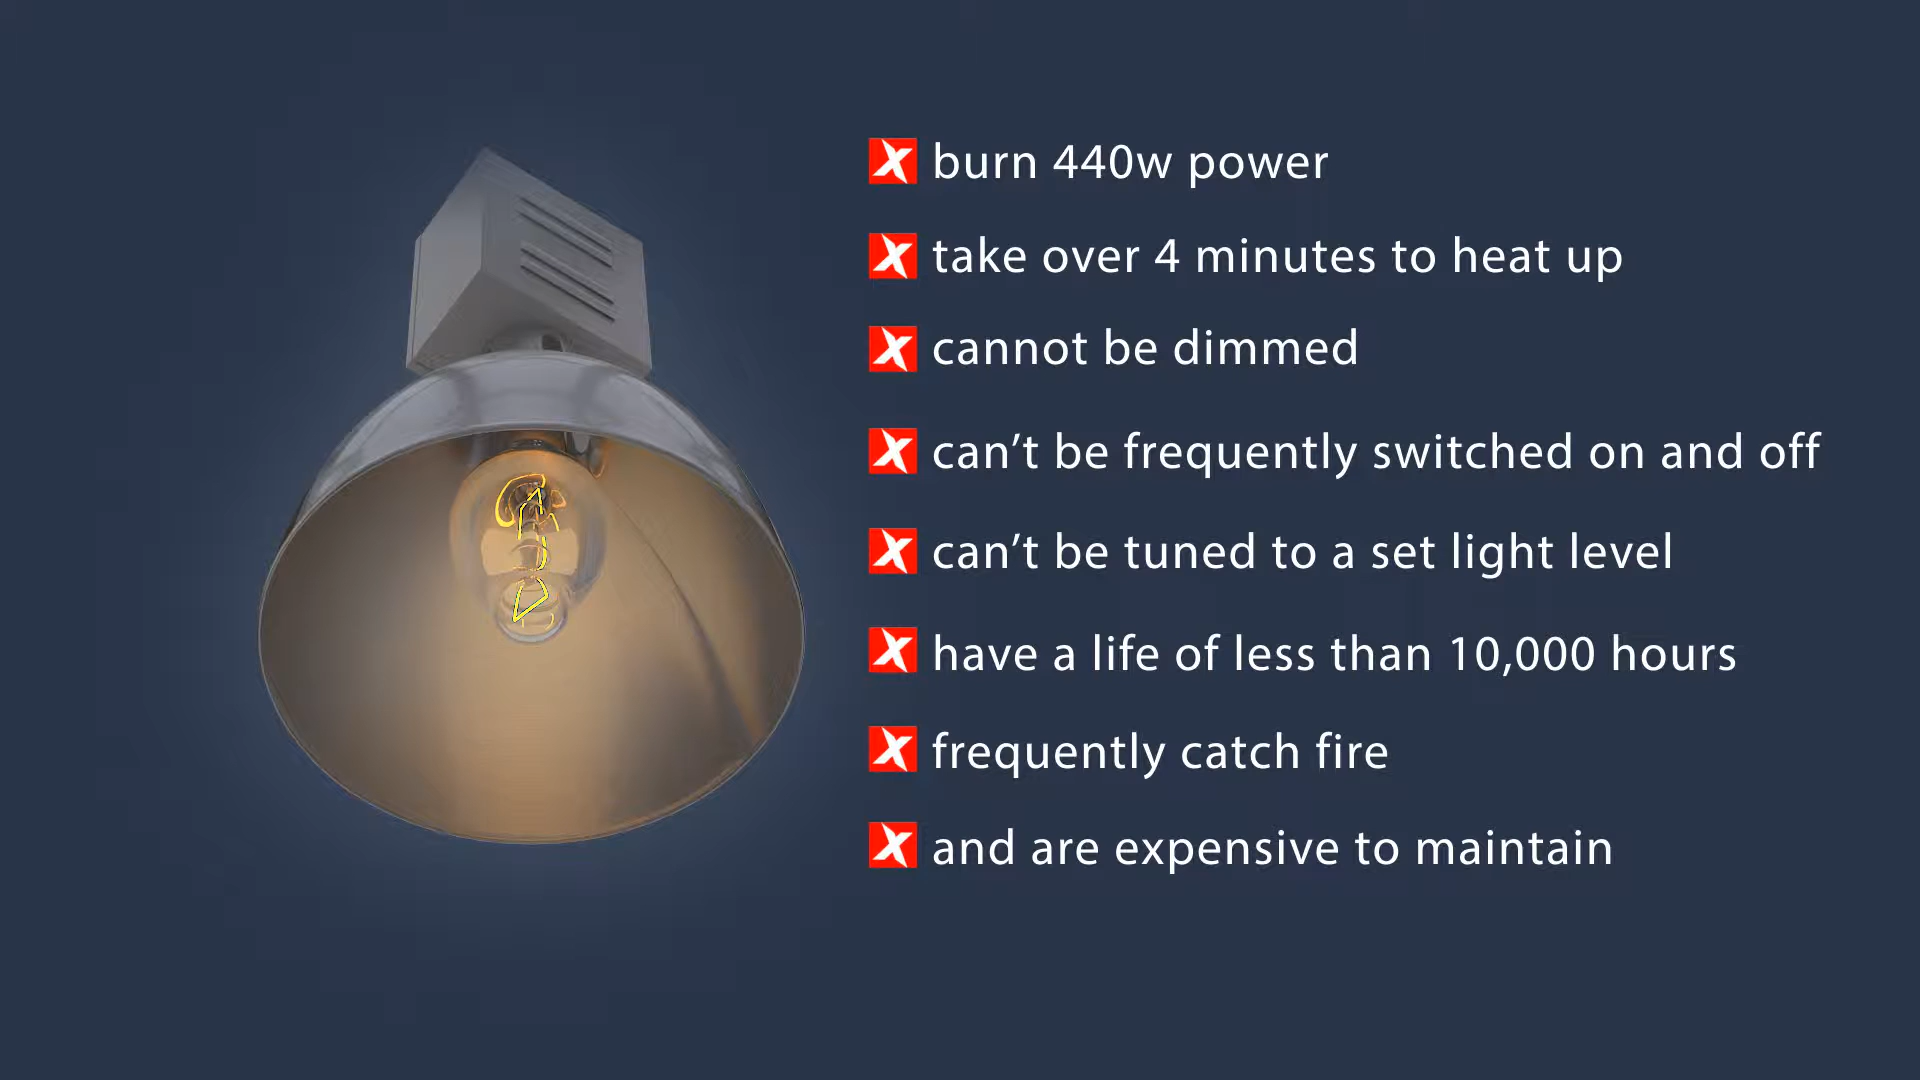 burn 440w power
take over 4 minutes to heat up
cannot be dimmed
can’t be frequently switched on and off
can’t be tuned to a set light level
have a life of less than 10,000 hours
frequently catch fire
and are expensive to maintain